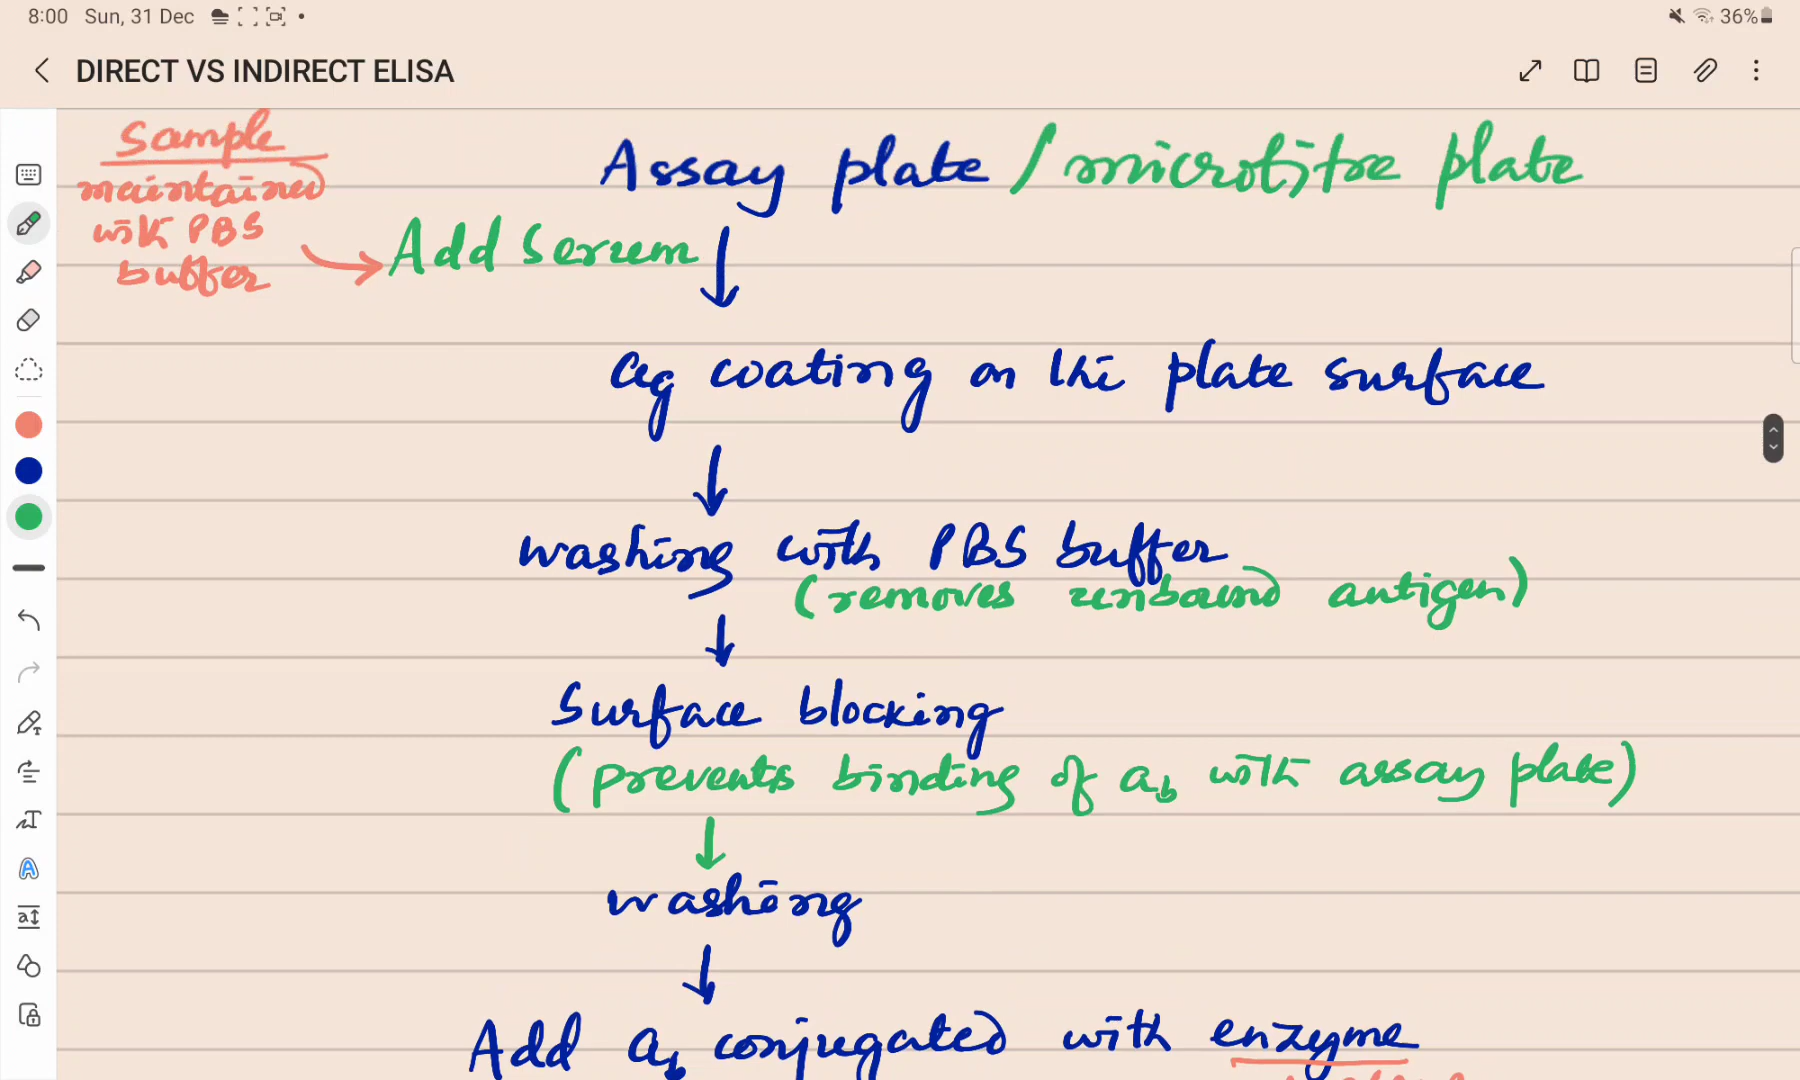 8:00 Sun, 31 Dec
36%
DIRECT VS INDIRECT ELISA
Sample
maintained
with PBS
buffer
Assay plate / microtitre plate
Add Serum
ag coating on the plate surface
washing with PBS buffer
(removes unbound antigen)
Surface blocking
(prevents binding of ab with assay plate)
washing
Add ab conjugated with enzyme